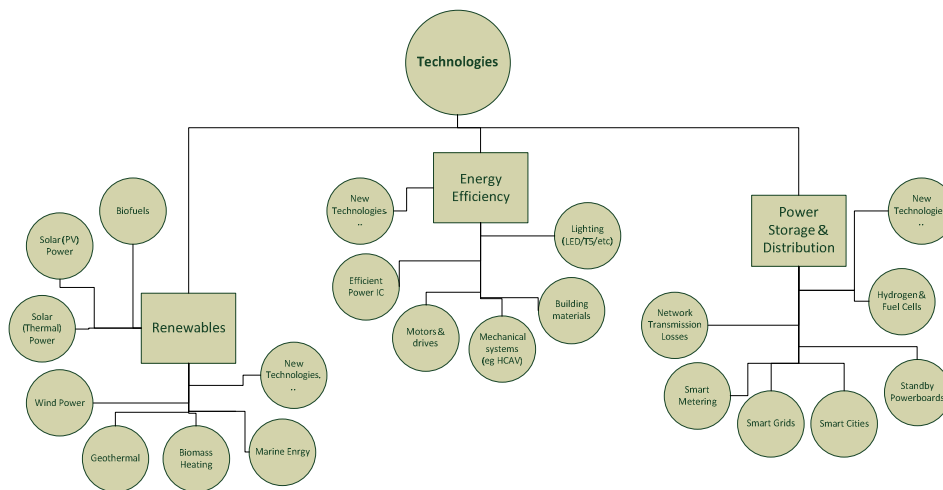 Technologies
Energy
Efficiency
New
Technologies.
..
Lighting
(LED/T5/etc)
Efficient
Power IC
Building
materials
Motors &
drives
Mechanical
systems
(eg HCAV)
Power
Storage &
Distribution
New
Technologie
..
Hydrogen &
Fuel Cells
Network
Transmission
Losses
Standby
Powerboards
Smart
Metering
Smart Grids
Smart Cities
Biofuels
Solar (PV)
Power
Solar
(Thermal)
Power
Renewables
New
Technologies,
..
Wind Power
Geothermal
Biomass
Heating
Marine Enrgy